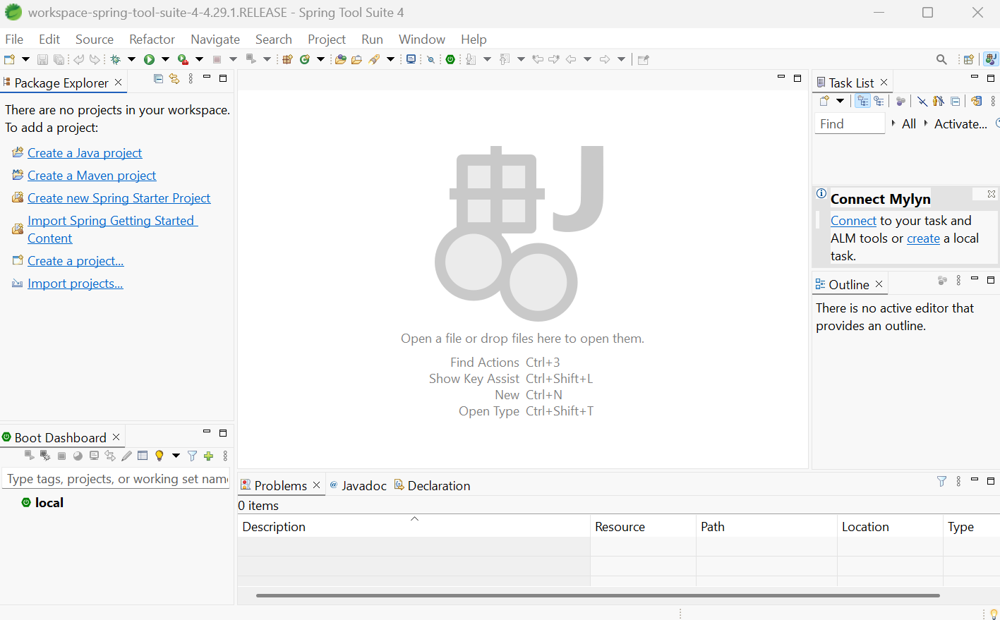 workspace-spring-tool-suite-4-4.29.1.RELEASE - Spring Tool Suite 4
File Edit Source Refactor Navigate Search Project Run Window Help
Package Explorer
There are no projects in your workspace.
To add a project:
Create a Java project
Create a Maven project
Create new Spring Starter Project
Import Spring Getting Started
Content
Create a project...
Import projects...
Boot Dashboard
Type tags, projects, or working set nam
local
Open a file or drop files here to open them.
Find Actions Ctrl+3
Show Key Assist Ctrl+Shift+L
New Ctrl+N
Open Type Ctrl+Shift+T
Problems @ Javadoc Declaration
0 items
Description Resource Path Location Type
Task List
Find All Activate...
Connect Mylyn
Connect to your task and
ALM tools or create a local
task.
Outline
There is no active editor that
provides an outline.